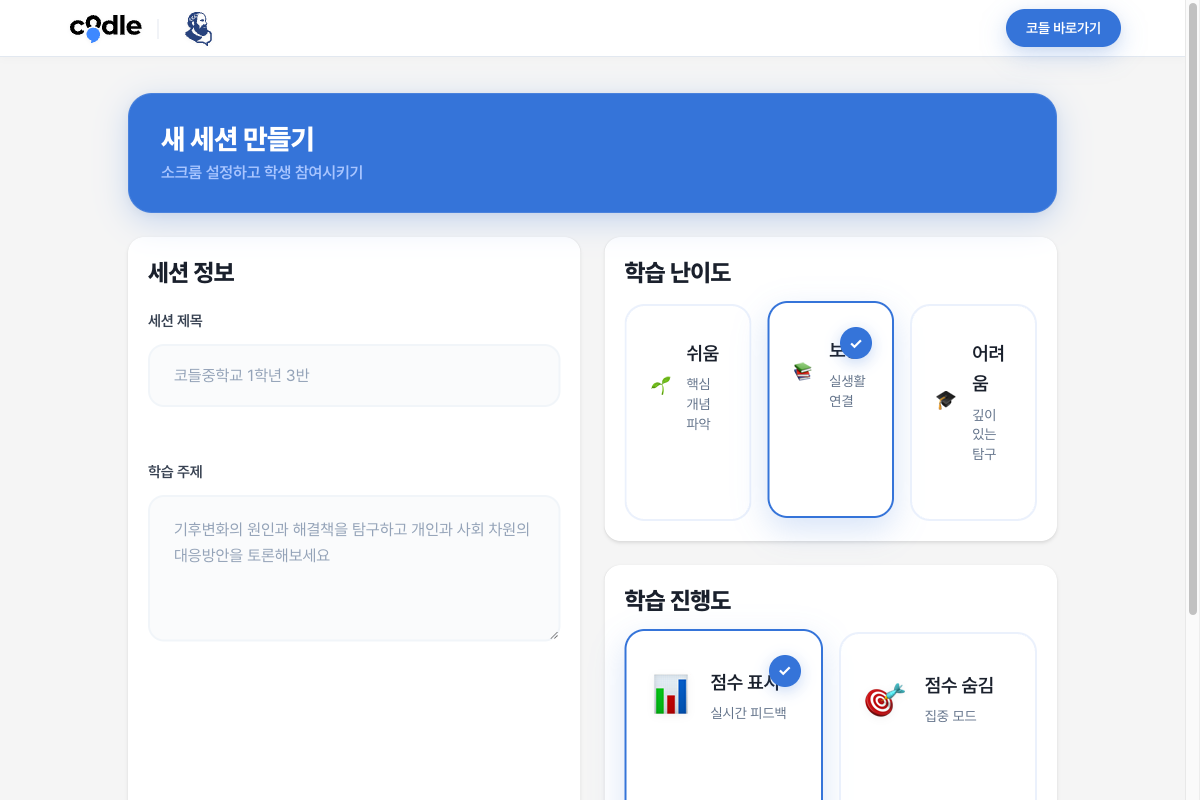 codle
코들 바로가기
새 세션 만들기
소크룸 설정하고 학생 참여시키기
세션 정보
세션 제목
코들중학교 1학년 3반
학습 주제
기후변화의 원인과 해결책을 탐구하고 개인과 사회 차원의
대응방안을 토론해보세요
학습 난이도
쉬움
핵심
개념
파악
실생활
연결
어려
움
깊이
있는
탐구
학습 진행도
점수 표시
실시간 피드백
점수 숨김
집중 모드